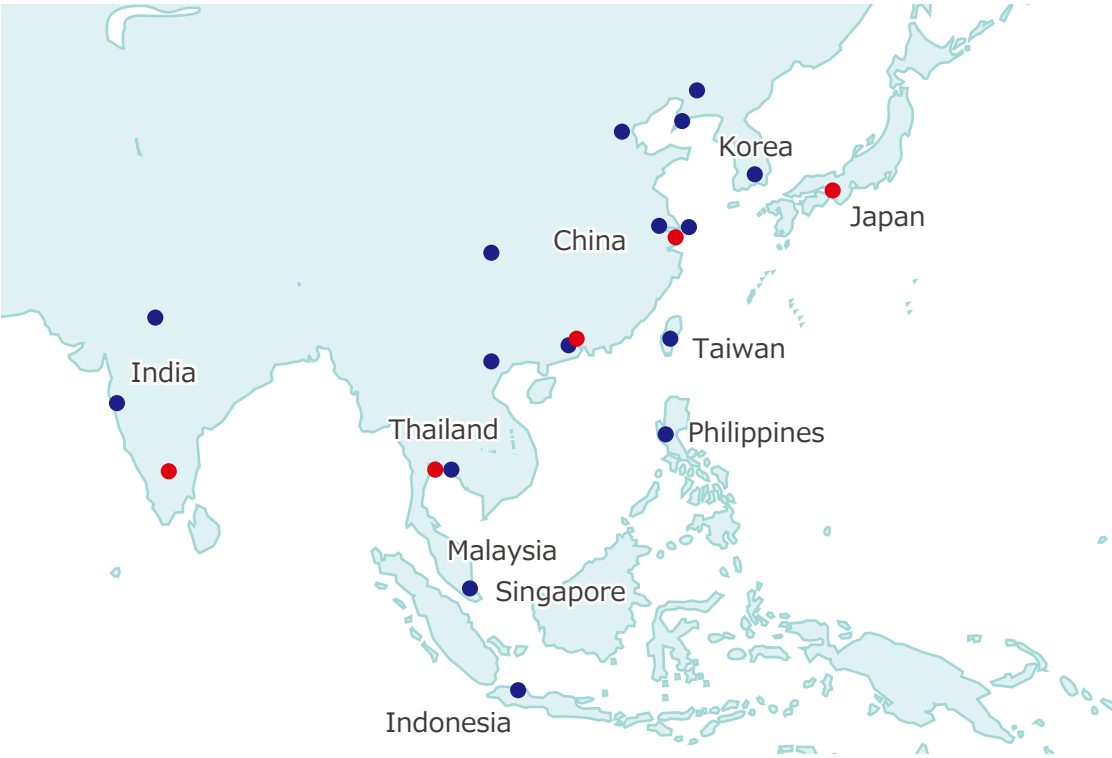 Korea
Japan
China
Taiwan
India
Thailand
Philippines
Malaysia
Singapore
Indonesia